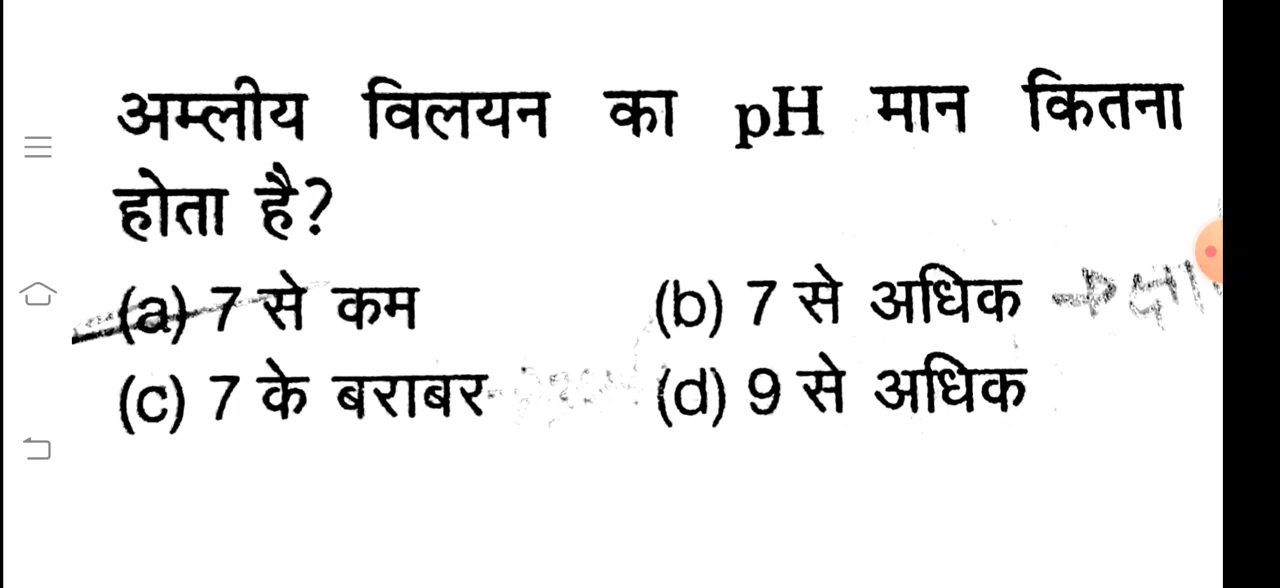 अम्लीय विलयन का pH मान कितना
होता है?
(a) 7 से कम (b) 7 से अधिक
(c) 7 के बराबर (d) 9 से अधिक